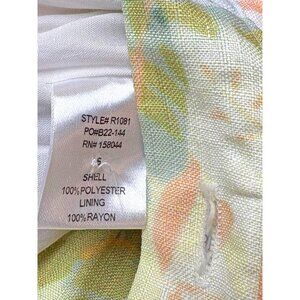 STYLE# R1081
PO#B22-144
RN# 158044
6
SHELL
100%POLYESTER
LINING
100%RAYON